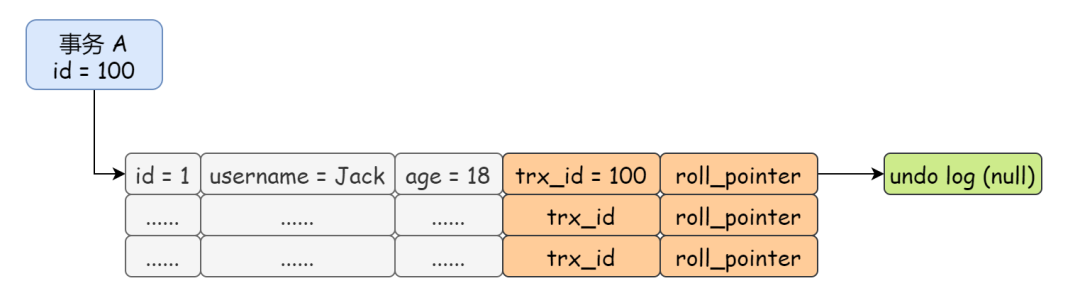 事务 A
id = 100
id = 1 username = Jack age = 18 trx_id = 100 roll_pointer undo log (null)
...... ...... ...... trx_id roll_pointer
...... ...... ...... trx_id roll_pointer